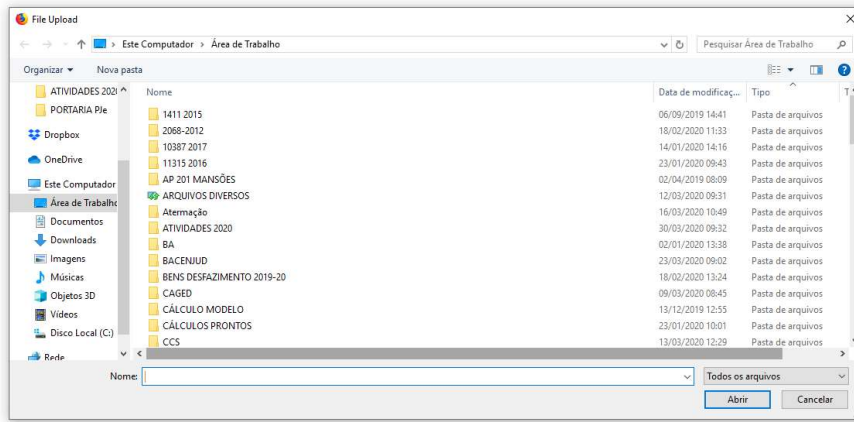 File Upload
Este Computador > Área de Trabalho
Pesquisar Área de Trabalho
Organizar
Nova pasta
ATIVIDADES 202
PORTARIA PJe
Dropbox
OneDrive
Este Computador
Área de Trabalho
Documentos
Downloads
Imagens
Músicas
Objetos 3D
Vídeos
Disco Local (C:)
Rede
Nome Data de modificaç... Tipo T
1411 2015 06/09/2019 14:41 Pasta de arquivos
2068-2012 18/02/2020 11:33 Pasta de arquivos
10387 2017 14/01/2020 14:16 Pasta de arquivos
11315 2016 23/01/2020 09:43 Pasta de arquivos
AP 201 MANSÕES 02/04/2019 08:09 Pasta de arquivos
ARQUIVOS DIVERSOS 12/03/2020 09:31 Pasta de arquivos
Atermação 16/03/2020 10:49 Pasta de arquivos
ATIVIDADES 2020 30/03/2020 09:32 Pasta de arquivos
BA 02/01/2020 13:38 Pasta de arquivos
BACENJUD 23/03/2020 09:02 Pasta de arquivos
BENS DESFAZIMENTO 2019-20 18/02/2020 13:24 Pasta de arquivos
CAGED 09/03/2020 08:45 Pasta de arquivos
CÁLCULO MODELO 13/12/2019 12:55 Pasta de arquivos
CÁLCULOS PRONTOS 23/01/2020 10:01 Pasta de arquivos
CCS 13/03/2020 12:29 Pasta de arquivos
Nome:
Todos os arquivos
Abrir
Cancelar